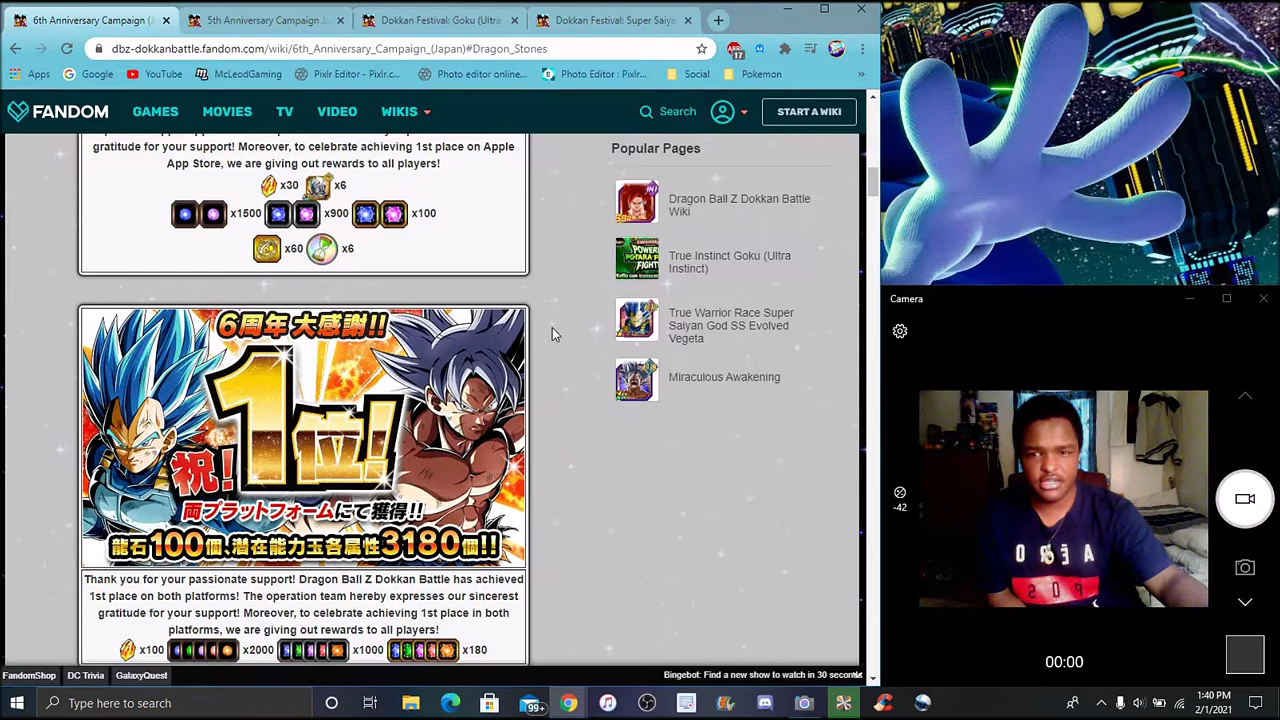 6th Anniversary Campaign (
5th Anniversary Campaign J
Dokkan Festival: Goku (Ultra
Dokkan Festival: Super Saiya
dbz-dokkanbattle.fandom.com/wiki/6th_Anniversary_Campaign_(Japan)#Dragon_Stones
17
Apps
Google
YouTube
McLeodGaming
Pixlr Editor - Pixlr.c...
Photo editor online...
Photo Editor : Pixlr...
Social
Pokemon
»
FANDOM
GAMES
MOVIES
TV
VIDEO
WIKIS
Search
START A WIKI
gratitude for your support! Moreover, to celebrate achieving 1st place on Apple
App Store, we are giving out rewards to all players!
x30
x6
x1500
x900
x100
x60
x6
6周年 大感謝!!
祝!
1位!
両プラットフォームにて獲得!!
龍石100個、潜在能力玉各属性3180個!!
Thank you for your passionate support! Dragon Ball Z Dokkan Battle has achieved
1st place on both platforms! The operation team hereby expresses our sincerest
gratitude for your support! Moreover, to celebrate achieving 1st place in both
platforms, we are giving out rewards to all players!
x100
x2000
x1000
x180
Popular Pages
Dragon Ball Z Dokkan Battle
Wiki
True Instinct Goku (Ultra
Instinct)
True Warrior Race Super
Saiyan God SS Evolved
Vegeta
Miraculous Awakening
FandomShop
DC Trivia
GalaxyQuest
Bingebot: Find a new show to watch in 30 seconds
Camera
-42
00:00
Type here to search
99+
1:40 PM
2/1/2021